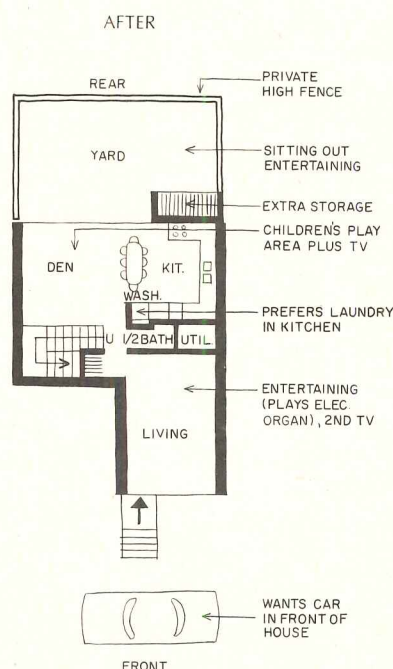 AFTER
REAR
PRIVATE
HIGH FENCE
YARD
SITTING OUT
ENTERTAINING
EXTRA STORAGE
CHILDREN'S PLAY
AREA PLUS TV
DEN
KIT.
WASH.
PREFERS LAUNDRY
IN KITCHEN
U 1/2 BATH
UTIL.
ENTERTAINING
(PLAYS ELEC.
ORGAN), 2ND TV
LIVING
WANTS CAR
IN FRONT OF
HOUSE
FRONT